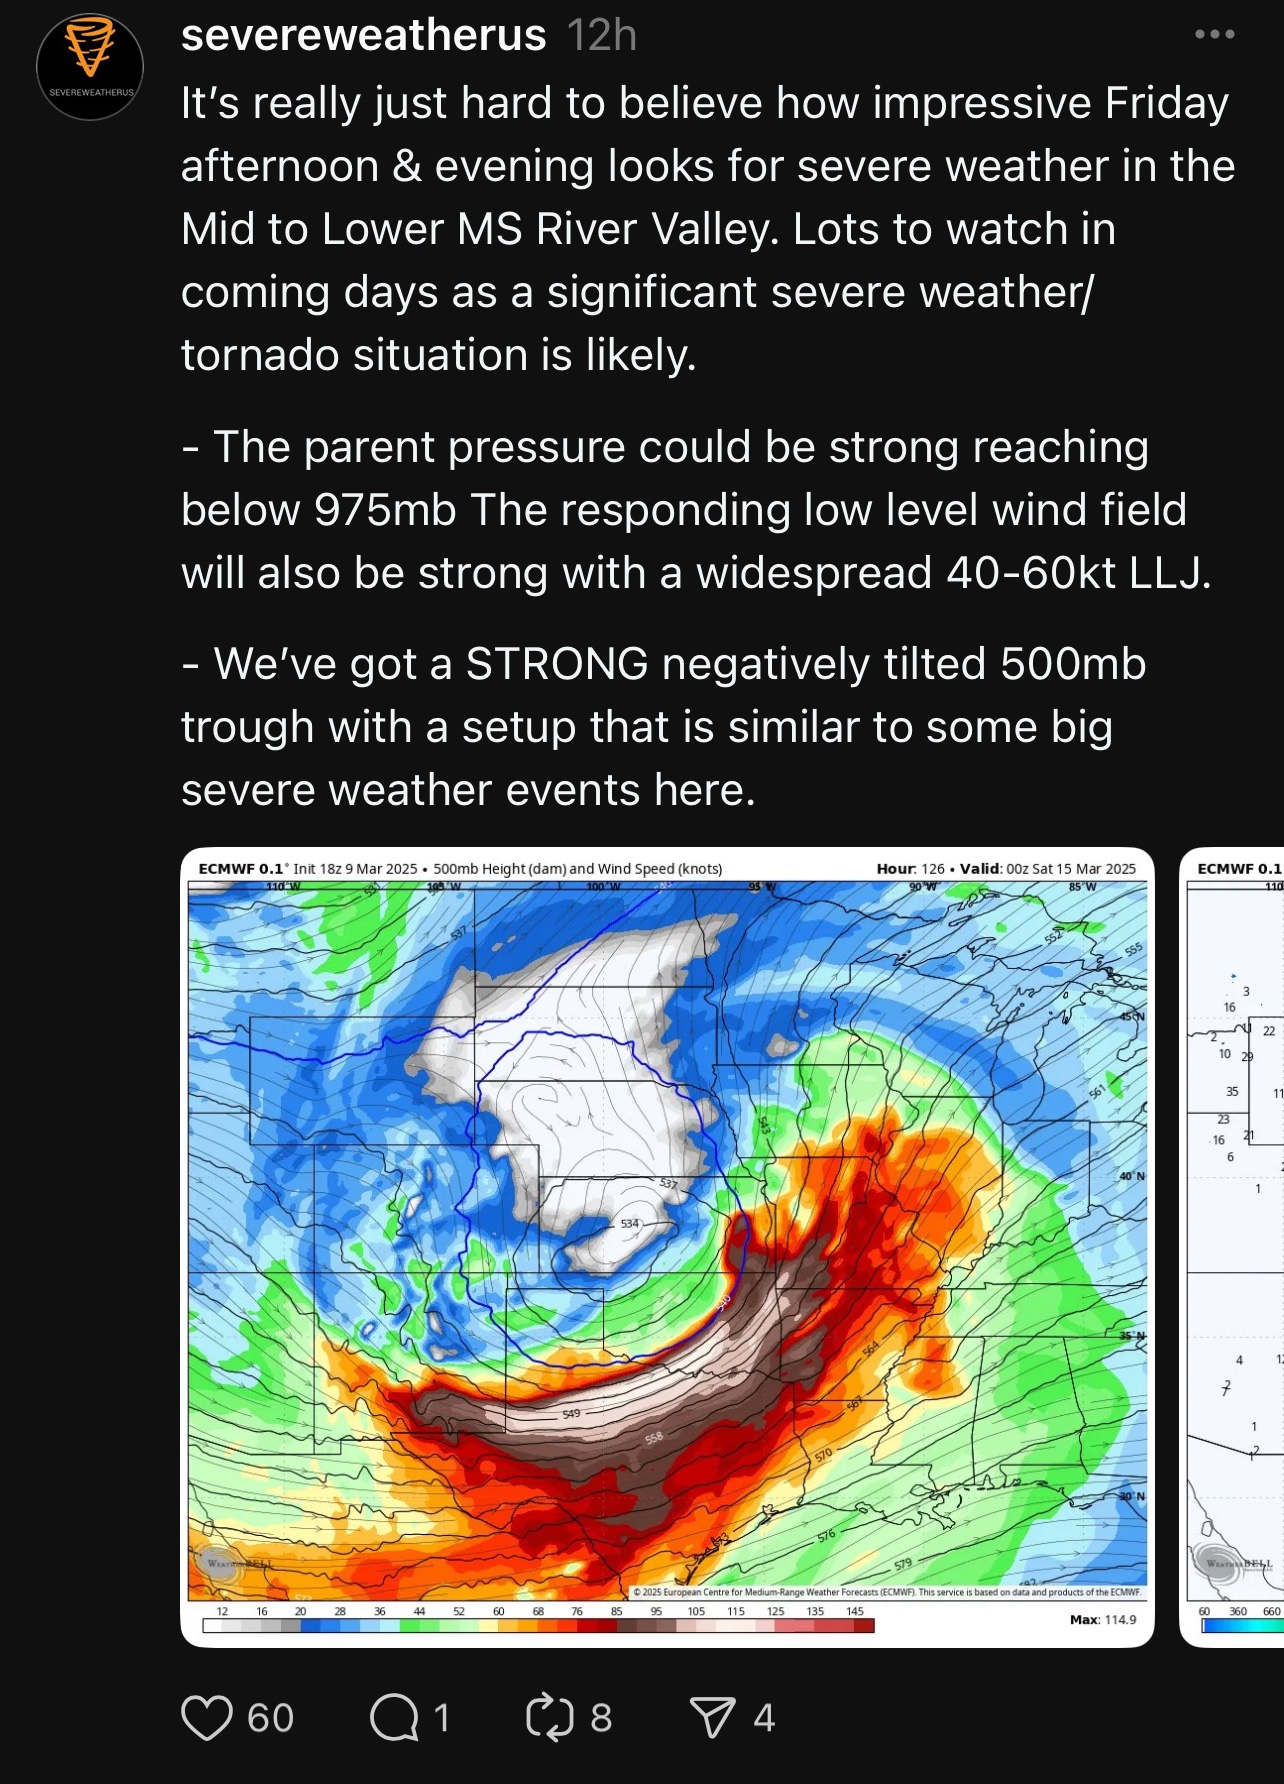 severeweatherus 12h
SEVEREWEATHERUS
It’s really just hard to believe how impressive Friday
afternoon & evening looks for severe weather in the
Mid to Lower MS River Valley. Lots to watch in
coming days as a significant severe weather/
tornado situation is likely.
- The parent pressure could be strong reaching
below 975mb The responding low level wind field
will also be strong with a widespread 40-60kt LLJ.
- We’ve got a STRONG negatively tilted 500mb
trough with a setup that is similar to some big
severe weather events here.
ECMWF 0.1° Init 18z 9 Mar 2025 • 500mb Height (dam) and Wind Speed (knots) Hour: 126 • Valid: 00z Sat 15 Mar 2025
110°W 105°W 100°W 95°W 90°W 85°W
537
552
555
45°N
561
543
40°N
537
534
540
35°N
564
549
567
558
570
30°N
573
576
579
WEATHERBELL
© 2025 European Centre for Medium-Range Weather Forecasts (ECMWF). This service is based on data and products of the ECMWF.
12 16 20 28 36 44 52 60 68 76 85 95 105 115 125 135 145
Max: 114.9
ECMWF 0.1
110
3
16
11
2 22
10 29
35 11
23
16 21
6
1
4 12
7
1
2
1
WEATHERBELL
60 360 660
60 1 8 4